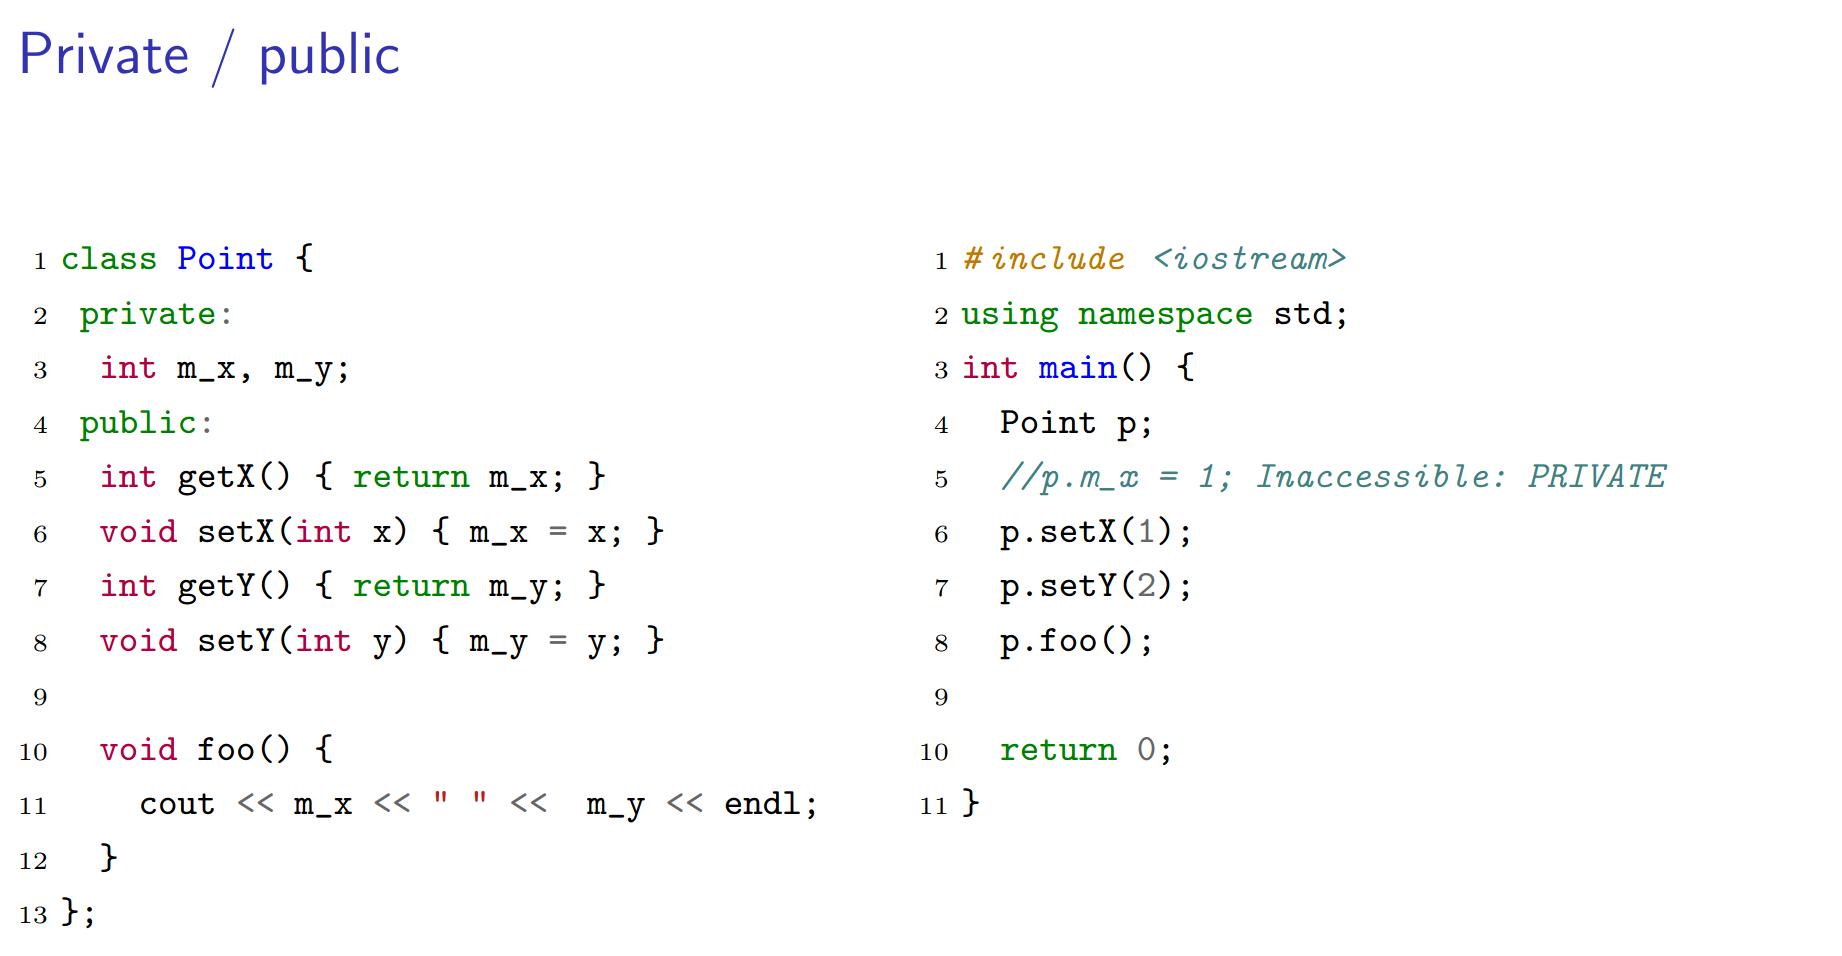 Private / public
1 class Point {
2 private:
3 int m_x, m_y;
4 public:
5 int getX() { return m_x; }
6 void setX(int x) { m_x = x; }
7 int getY() { return m_y; }
8 void setY(int y) { m_y = y; }
9
10 void foo() {
11 cout << m_x << " " << m_y << endl;
12 }
13 };
1 #include <iostream>
2 using namespace std;
3 int main() {
4 Point p;
5 //p.m_x = 1; Inaccessible: PRIVATE
6 p.setX(1);
7 p.setY(2);
8 p.foo();
9
10 return 0;
11 }